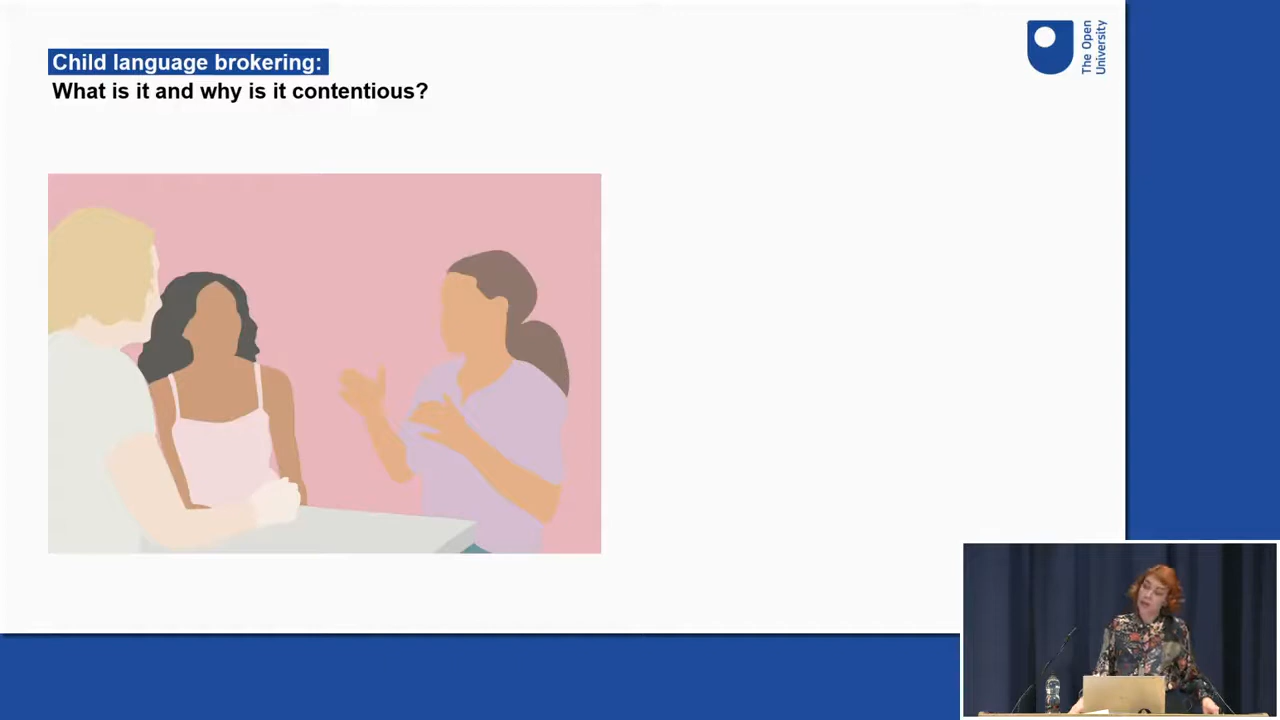 Child language brokering:
What is it and why is it contentious?
The Open
University